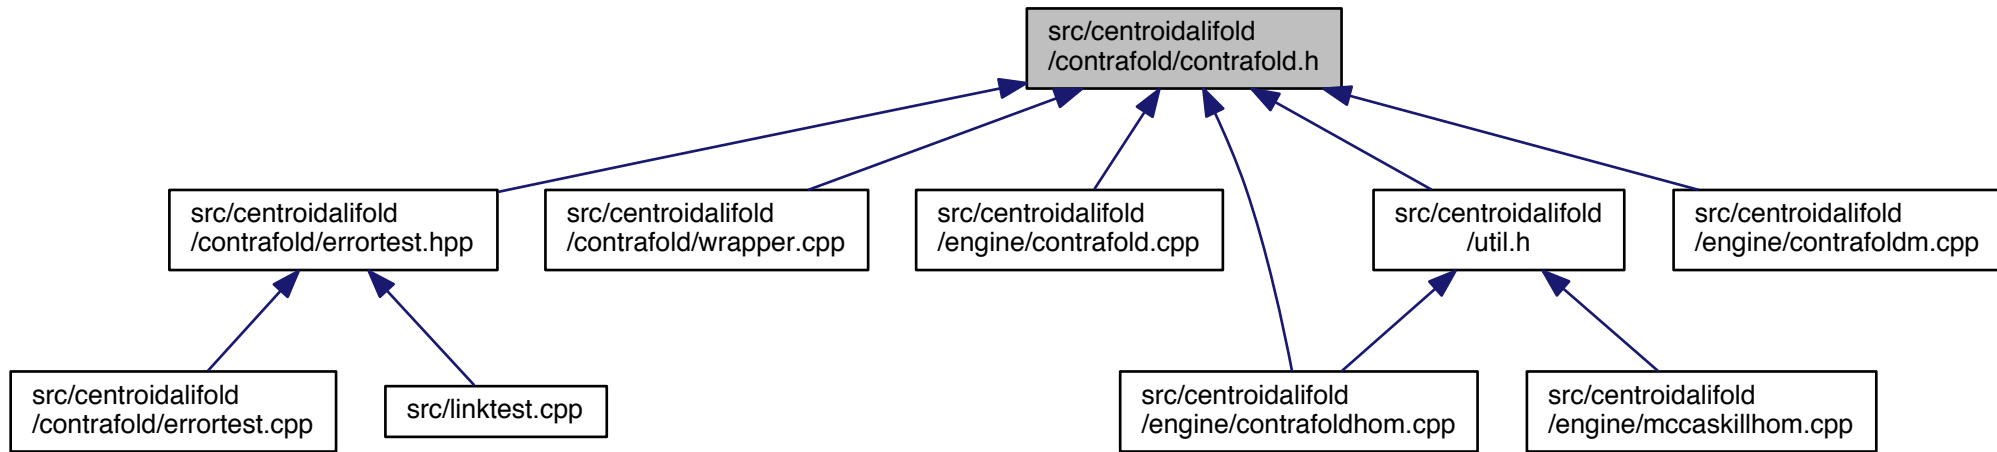 src/centroidalifold
/contrafold/contrafold.h
src/centroidalifold
/contrafold/errortest.hpp
src/centroidalifold
/contrafold/wrapper.cpp
src/centroidalifold
/engine/contrafold.cpp
src/centroidalifold
/util.h
src/centroidalifold
/engine/contrafoldm.cpp
src/centroidalifold
/contrafold/errortest.cpp
src/linktest.cpp
src/centroidalifold
/engine/contrafoldhom.cpp
src/centroidalifold
/engine/mccaskillhom.cpp